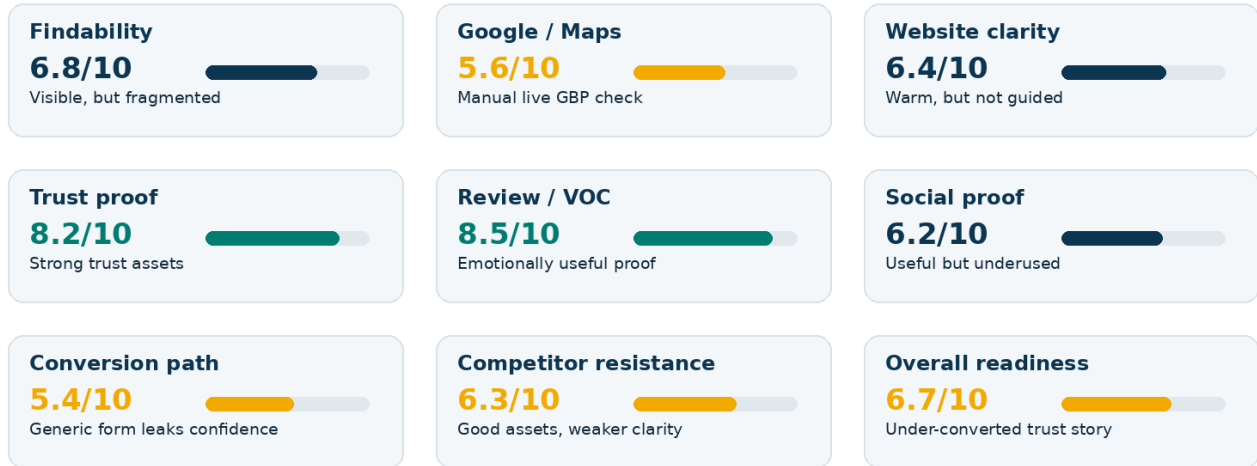 Findability
6.8/10
Visible, but fragmented
Google / Maps
5.6/10
Manual live GBP check
Website clarity
6.4/10
Warm, but not guided
Trust proof
8.2/10
Strong trust assets
Review / VOC
8.5/10
Emotionally useful proof
Social proof
6.2/10
Useful but underused
Conversion path
5.4/10
Generic form leaks confidence
Competitor resistance
6.3/10
Good assets, weaker clarity
Overall readiness
6.7/10
Under-converted trust story